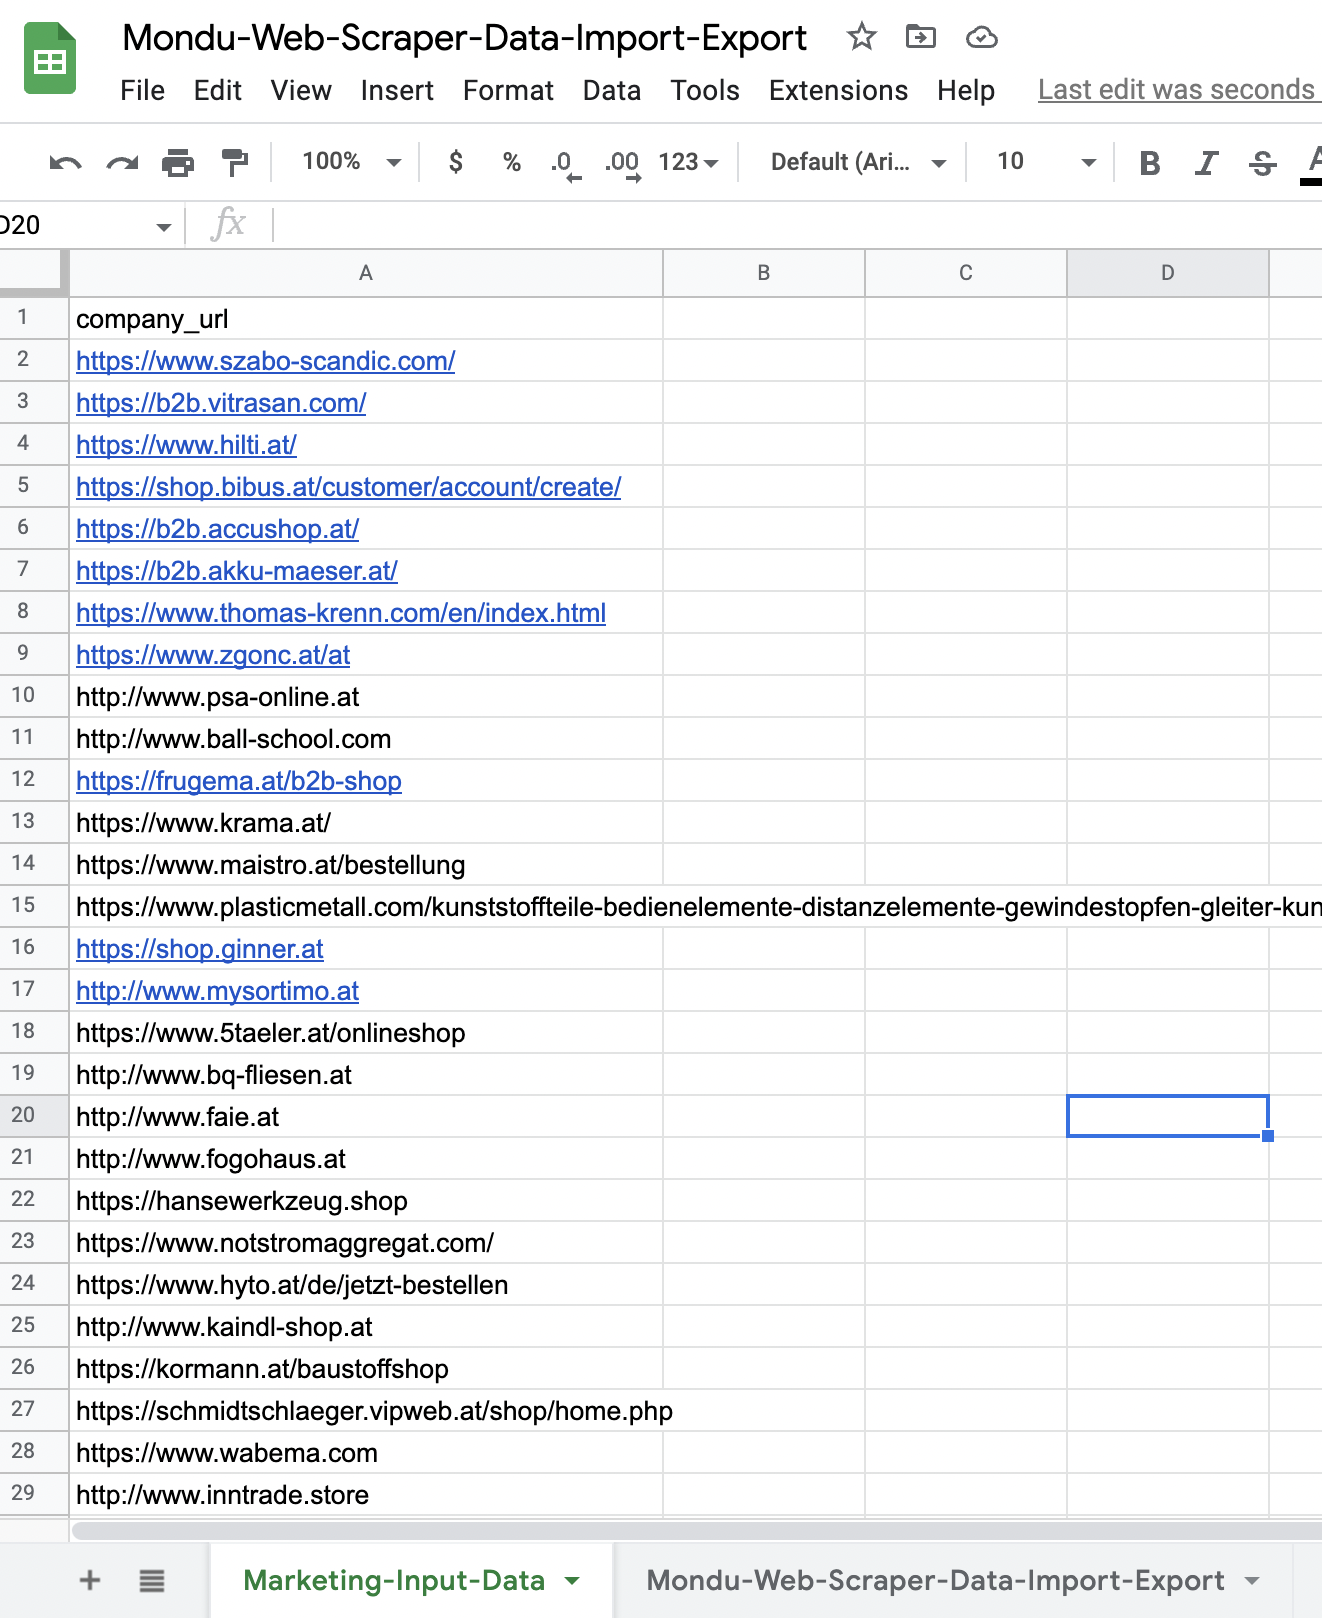 Mondu-Web-Scraper-Data-Import-Export
File Edit View Insert Format Data Tools Extensions Help Last edit was seconds
100% $ % .0 .00 123 Default (Ari... 10 B I S A
D20 fx
A B C D
1 company_url
2 https://www.szabo-scandic.com/
3 https://b2b.vitrasan.com/
4 https://www.hilti.at/
5 https://shop.bibus.at/customer/account/create/
6 https://b2b.accushop.at/
7 https://b2b.akku-maeser.at/
8 https://www.thomas-krenn.com/en/index.html
9 https://www.zgonc.at/at
10 http://www.psa-online.at
11 http://www.ball-school.com
12 https://frugema.at/b2b-shop
13 https://www.krama.at/
14 https://www.maistro.at/bestellung
15 https://www.plasticmetall.com/kunststoffteile-bedienelemente-distanzelemente-gewindestopfen-gleiter-kun
16 https://shop.ginner.at
17 http://www.mysortimo.at
18 https://www.5taeler.at/onlineshop
19 http://www.bq-fliesen.at
20 http://www.faie.at
21 http://www.fogohaus.at
22 https://hansewerkzeug.shop
23 https://www.notstromaggregat.com/
24 https://www.hyto.at/de/jetzt-bestellen
25 http://www.kaindl-shop.at
26 https://kormann.at/baustoffshop
27 https://schmidtschlaeger.vipweb.at/shop/home.php
28 https://www.wabema.com
29 http://www.inntrade.store
Marketing-Input-Data Mondu-Web-Scraper-Data-Import-Export